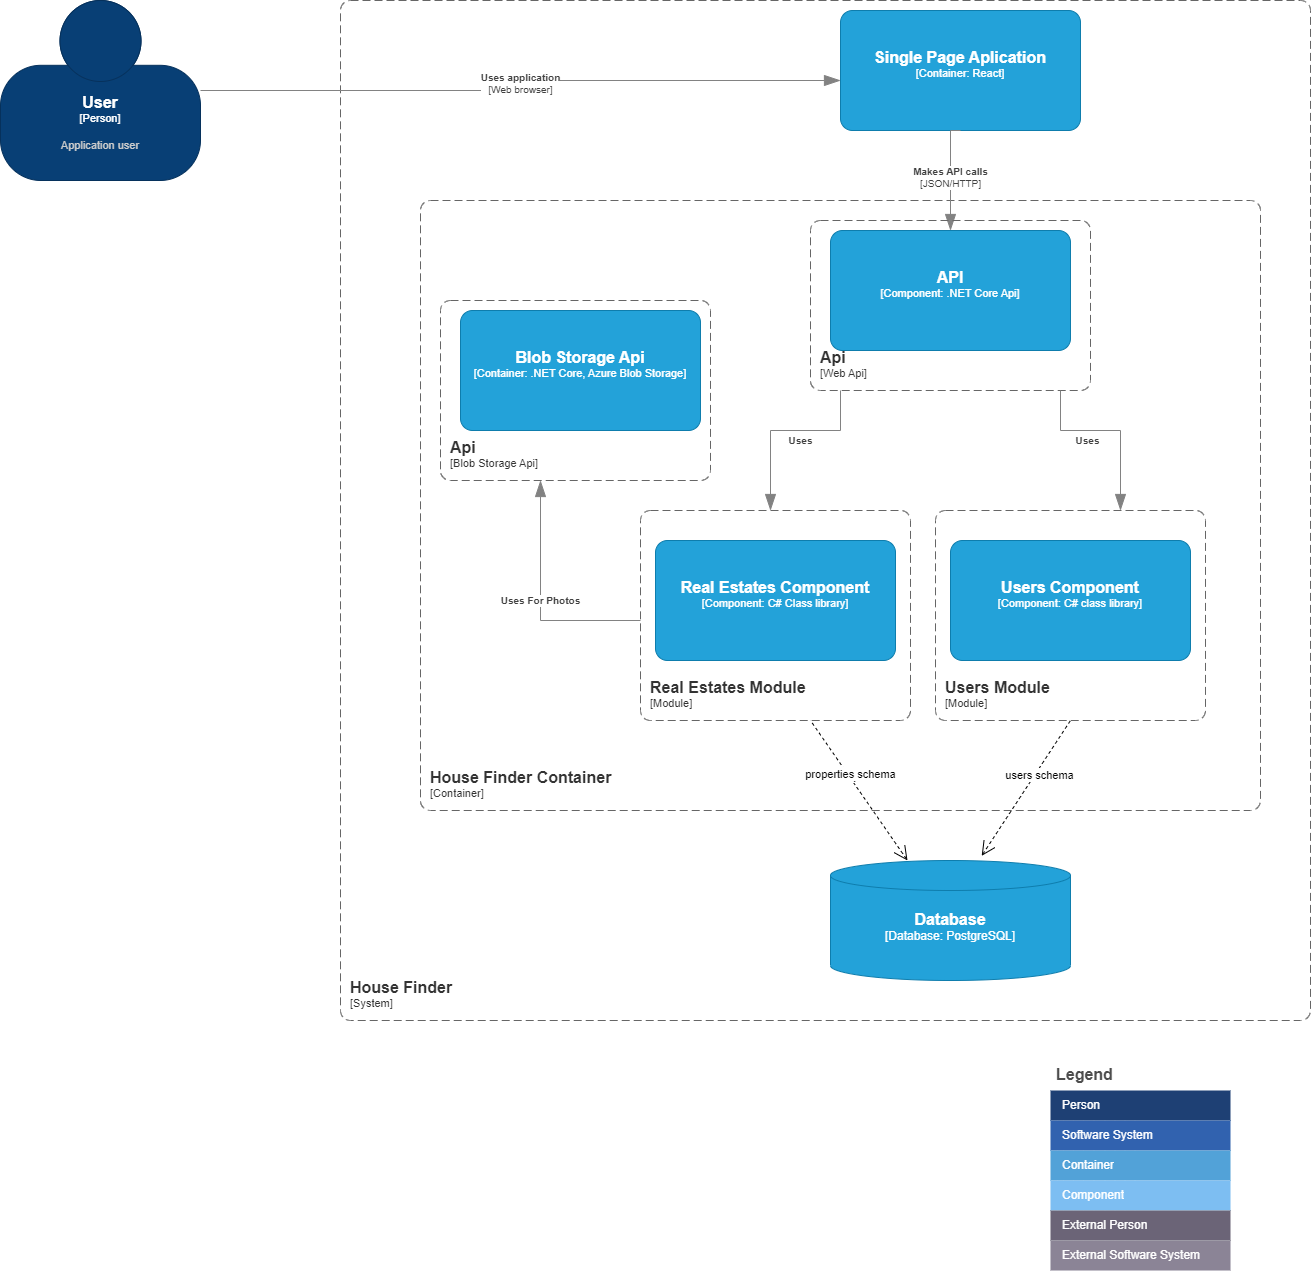 User
[Person]
Application user
Uses application
[Web browser]
Single Page Aplication
[Container: React]
Makes API calls
[JSON/HTTP]
API
[Component: .NET Core Api]
Api
[Web Api]
Blob Storage Api
[Container: .NET Core, Azure Blob Storage]
Api
[Blob Storage Api]
Uses
Uses
Uses For Photos
Real Estates Component
[Component: C# Class library]
Real Estates Module
[Module]
Users Component
[Component: C# class library]
Users Module
[Module]
properties schema
users schema
House Finder Container
[Container]
Database
[Database: PostgreSQL]
House Finder
[System]
Legend
Person
Software System
Container
Component
External Person
External Software System